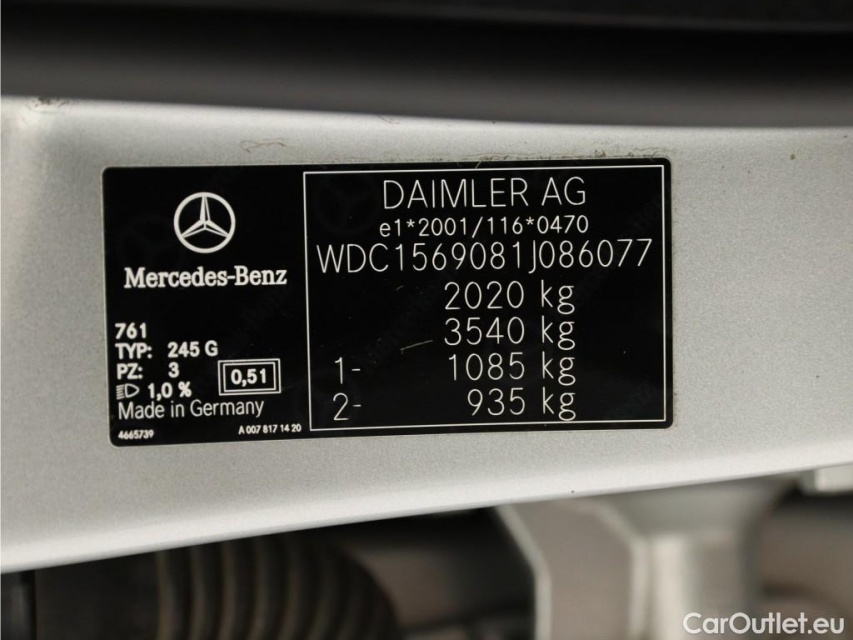 Mercedes-Benz
761
TYP: 245 G
PZ: 3
1,0 %
0,51
Made in Germany
4665739
A 007 817 14 20
DAIMLER AG
e1*2001/116*0470
WDC1569081J086077
2020 kg
3540 kg
1- 1085 kg
2- 935 kg
CarOutlet.eu